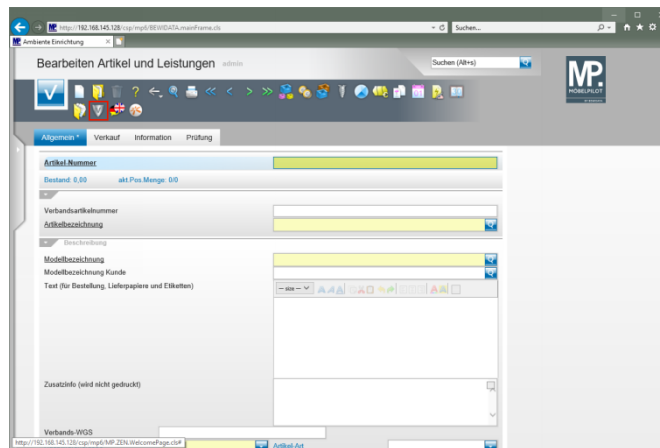 http://192.168.145.128/csp/mp6/BEWIDATA.mainFrame.cls
Suchen...
Ambiente Einrichtung
Bearbeiten Artikel und Leistungen admin
Suchen (Alt+s)
MP.
MÖBELPILOT
Allgemein * Verkauf Information Prüfung
Artikel-Nummer
Bestand: 0,00 akt.Pos.Menge: 0/0
Verbandsartikelnummer
Artikelbezeichnung
Beschreibung
Modellbezeichnung
Modellbezeichnung Kunde
Text (für Bestellung, Lieferpapiere und Etiketten)
-- size --
Zusatzinfo (wird nicht gedruckt)
Verbands-WGS
http://192.168.145.128/csp/mp6/MP.ZEN.WelcomePage.cls#
Artikel-Art